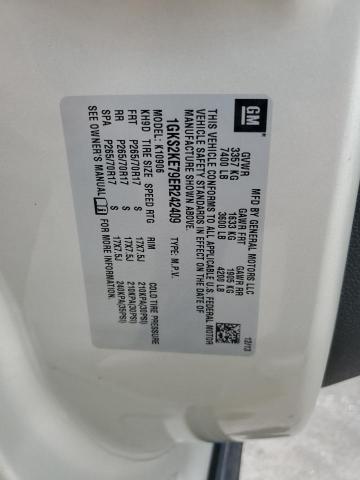 GM
MFD BY GENERAL MOTORS LLC 12/13
GVWR GAWR FRT GAWR RR
3357 KG 1633 KG 1905 KG
7400 LB 3600 LB 4200 LB
THIS VEHICLE CONFORMS TO ALL APPLICABLE U.S. FEDERAL MOTOR
VEHICLE SAFETY STANDARDS IN EFFECT ON THE DATE OF
MANUFACTURE SHOWN ABOVE.
1GKS2KE79ER242409 TYPE: M.P.V.
MODEL: K10906
KH9D TIRE SIZE SPEED RTG RIM COLD TIRE PRESSURE
FRT P265/70R17 S 17X7.5J 210KPA(30PSI)
RR P265/70R17 S 17X7.5J 210KPA(30PSI)
SPA P265/70R17 S 17X7.5J 240KPA(35PSI)
SEE OWNER'S MANUAL FOR MORE INFORMATION.